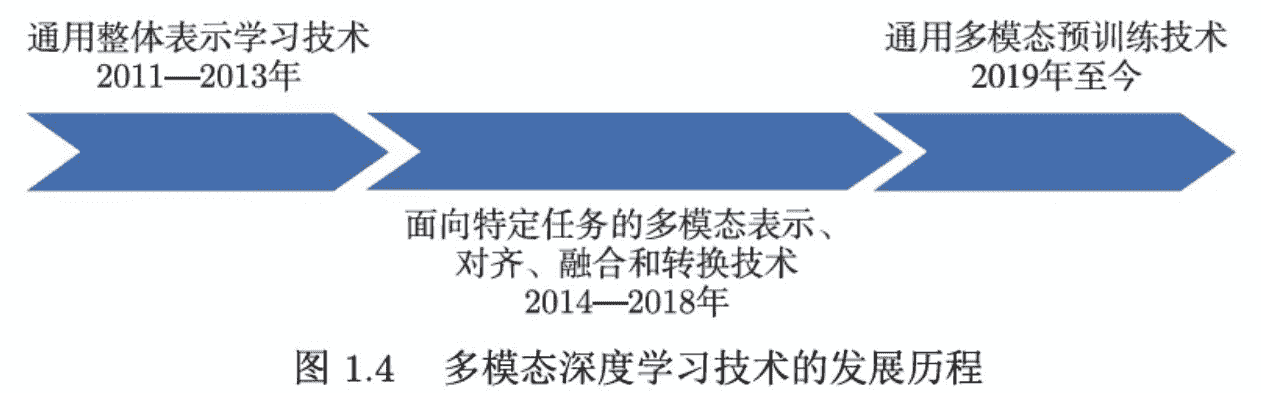 通用整体表示学习技术
2011—2013年
通用多模态预训练技术
2019年至今
面向特定任务的多模态表示、
对齐、融合和转换技术
2014—2018年
图 1.4 多模态深度学习技术的发展历程